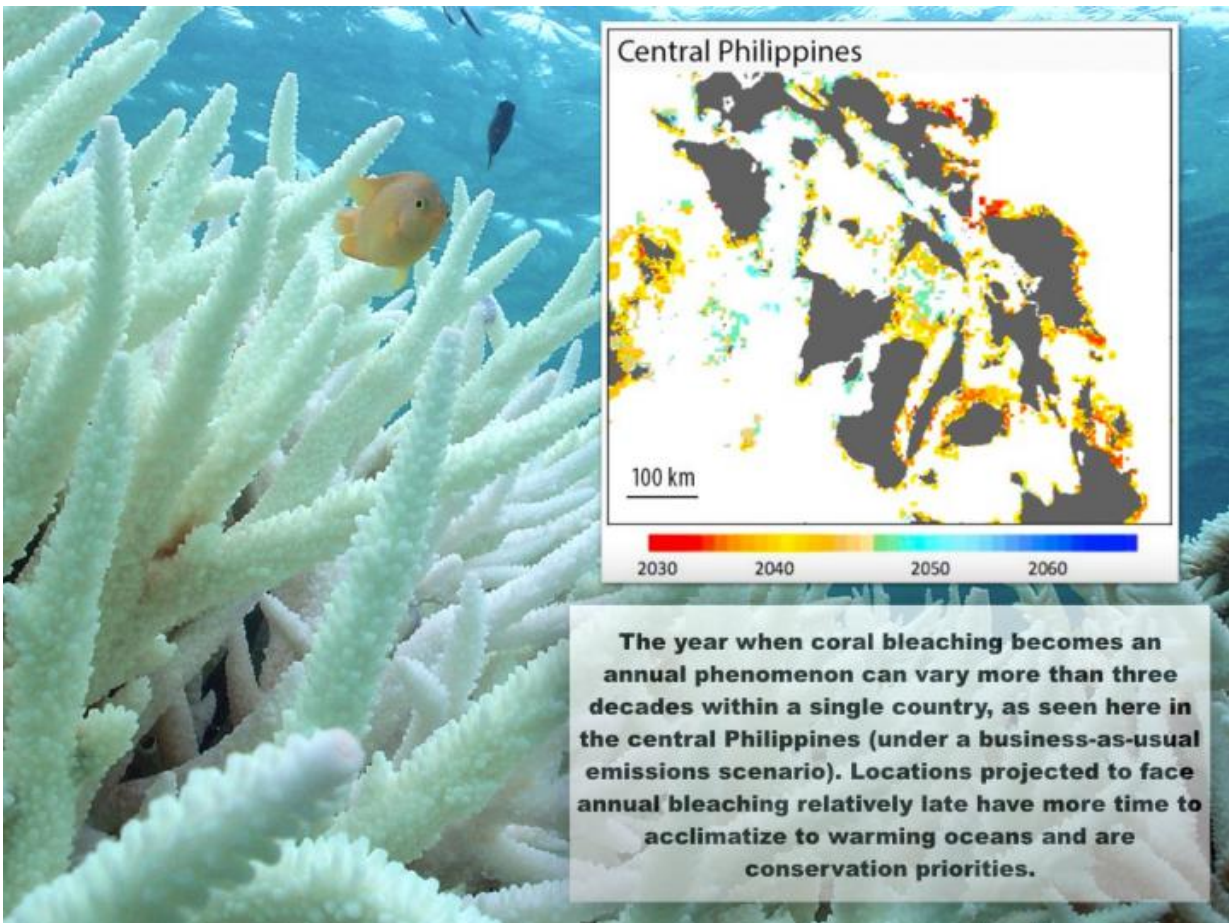 Central Philippines
100 km
2030 2040 2050 2060
The year when coral bleaching becomes an
annual phenomenon can vary more than three
decades within a single country, as seen here in
the central Philippines (under a business-as-usual
emissions scenario). Locations projected to face
annual bleaching relatively late have more time to
acclimatize to warming oceans and are
conservation priorities.